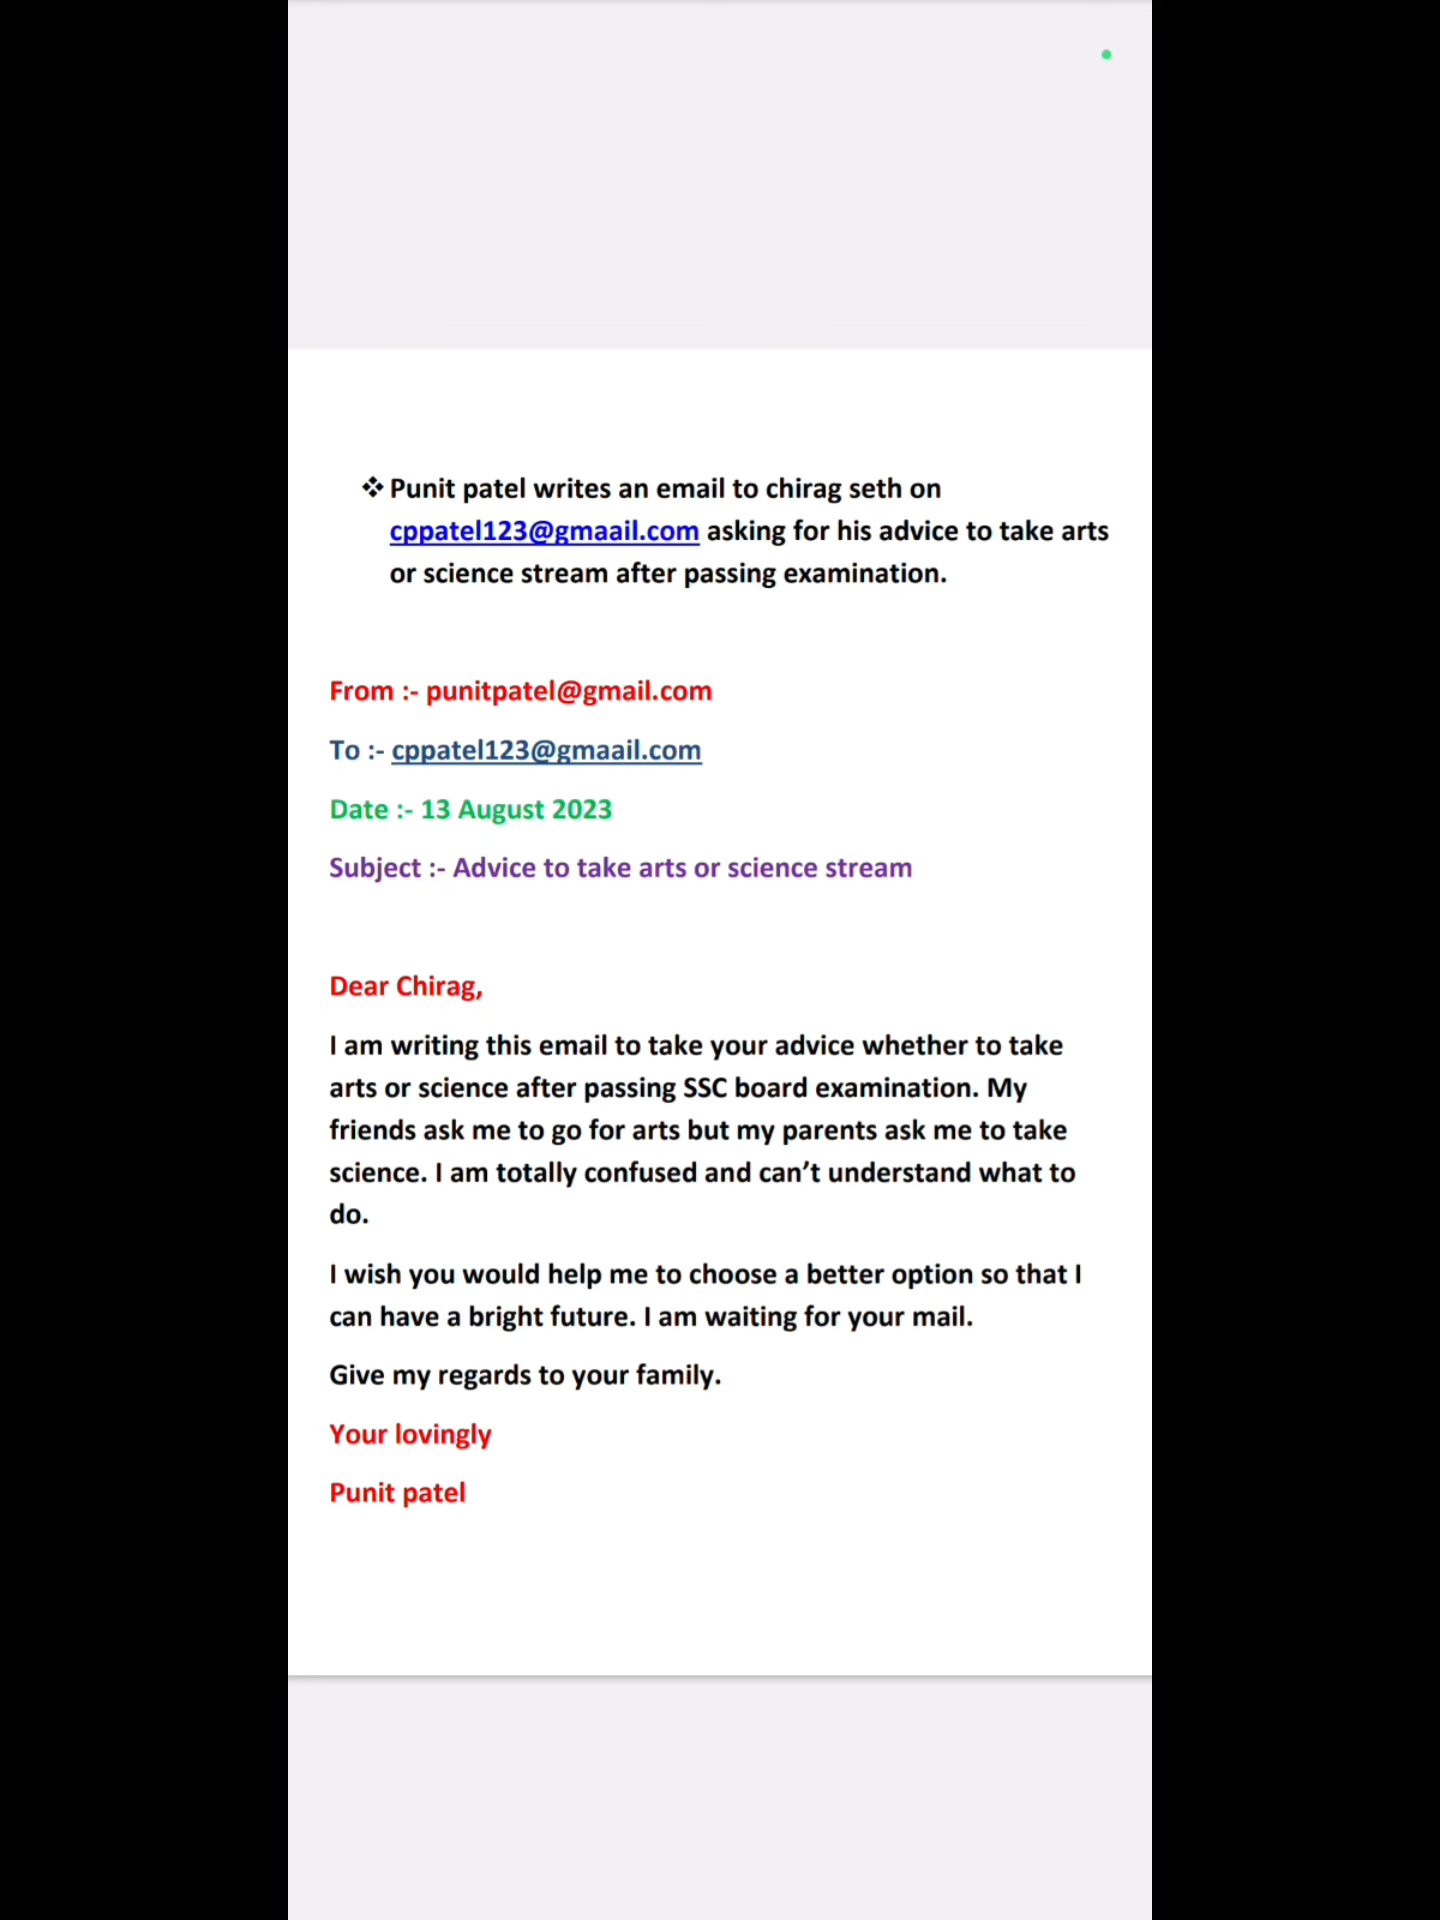 ❖ Punit patel writes an email to chirag seth on
cppatel123@gmaail.com asking for his advice to take arts
or science stream after passing examination.
From :- punitpatel@gmail.com
To :- cppatel123@gmaail.com
Date :- 13 August 2023
Subject :- Advice to take arts or science stream
Dear Chirag,
I am writing this email to take your advice whether to take
arts or science after passing SSC board examination. My
friends ask me to go for arts but my parents ask me to take
science. I am totally confused and can’t understand what to
do.
I wish you would help me to choose a better option so that I
can have a bright future. I am waiting for your mail.
Give my regards to your family.
Your lovingly
Punit patel